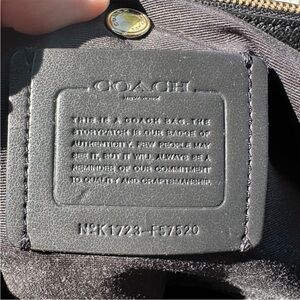 COACH
NEW YORK
THIS IS A COACH BAG. THE
STORYPATCH IS OUR BADGE OF
AUTHENTICITY. FEW PEOPLE MAY
SEE IT, BUT IT WILL ALWAYS BE A
REMINDER OF OUR COMMITMENT
TO QUALITY AND CRAFTSMANSHIP.
NºK1723-F57520